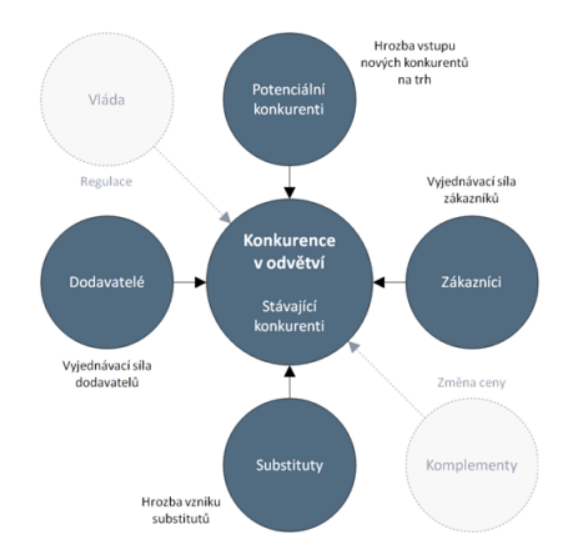 Hrozba vstupu
nových konkurentů
na trh
Vláda
Potenciální
konkurenti
Regulace
Vyjednávací síla
zákazníků
Konkurence
v odvětví
Stávající
konkurenti
Dodavatelé
Zákazníci
Vyjednávací síla
dodavatelů
Změna ceny
Substituty
Komplementy
Hrozba vzniku
substitutů